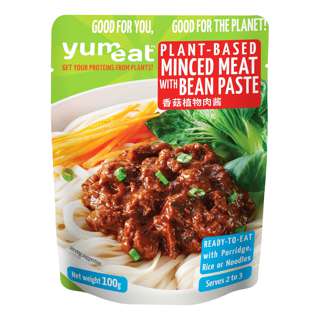 GOOD FOR YOU,
GOOD FOR THE PLANET!
yumeat
GET YOUR PROTEINS FROM PLANTS!
PLANT-BASED
MINCED MEAT
WITH BEAN PASTE
香菇植物肉酱
READY-TO-EAT
with Porridge,
Rice or Noodles
Serves 2 to 3
Net weight 100g